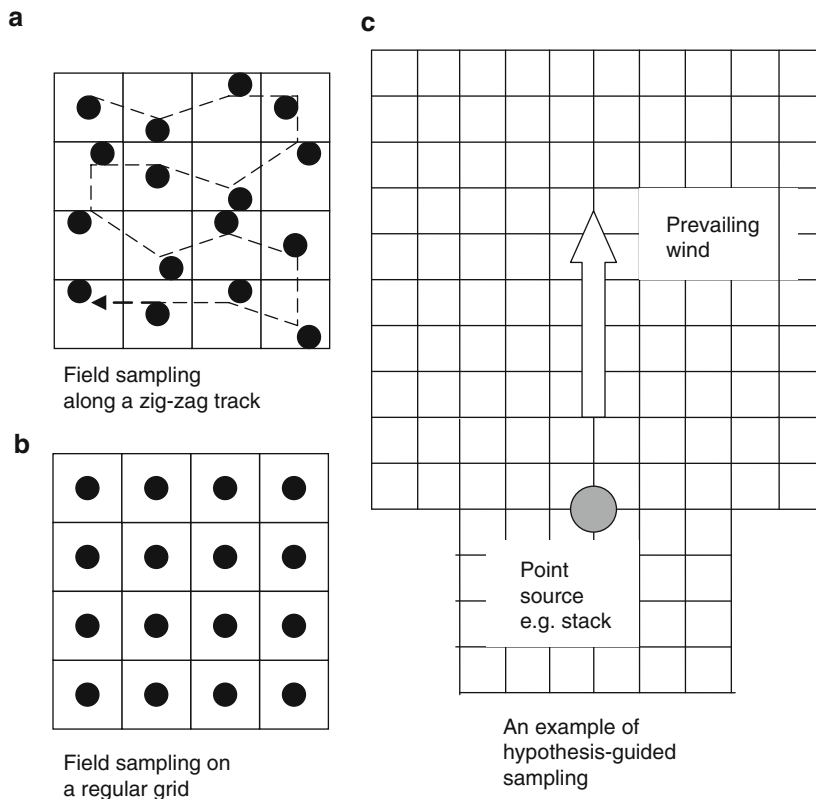 a
Field sampling
along a zig-zag track
b
Field sampling on
a regular grid
c
Prevailing
wind
Point
source
e.g. stack
An example of
hypothesis-guided
sampling